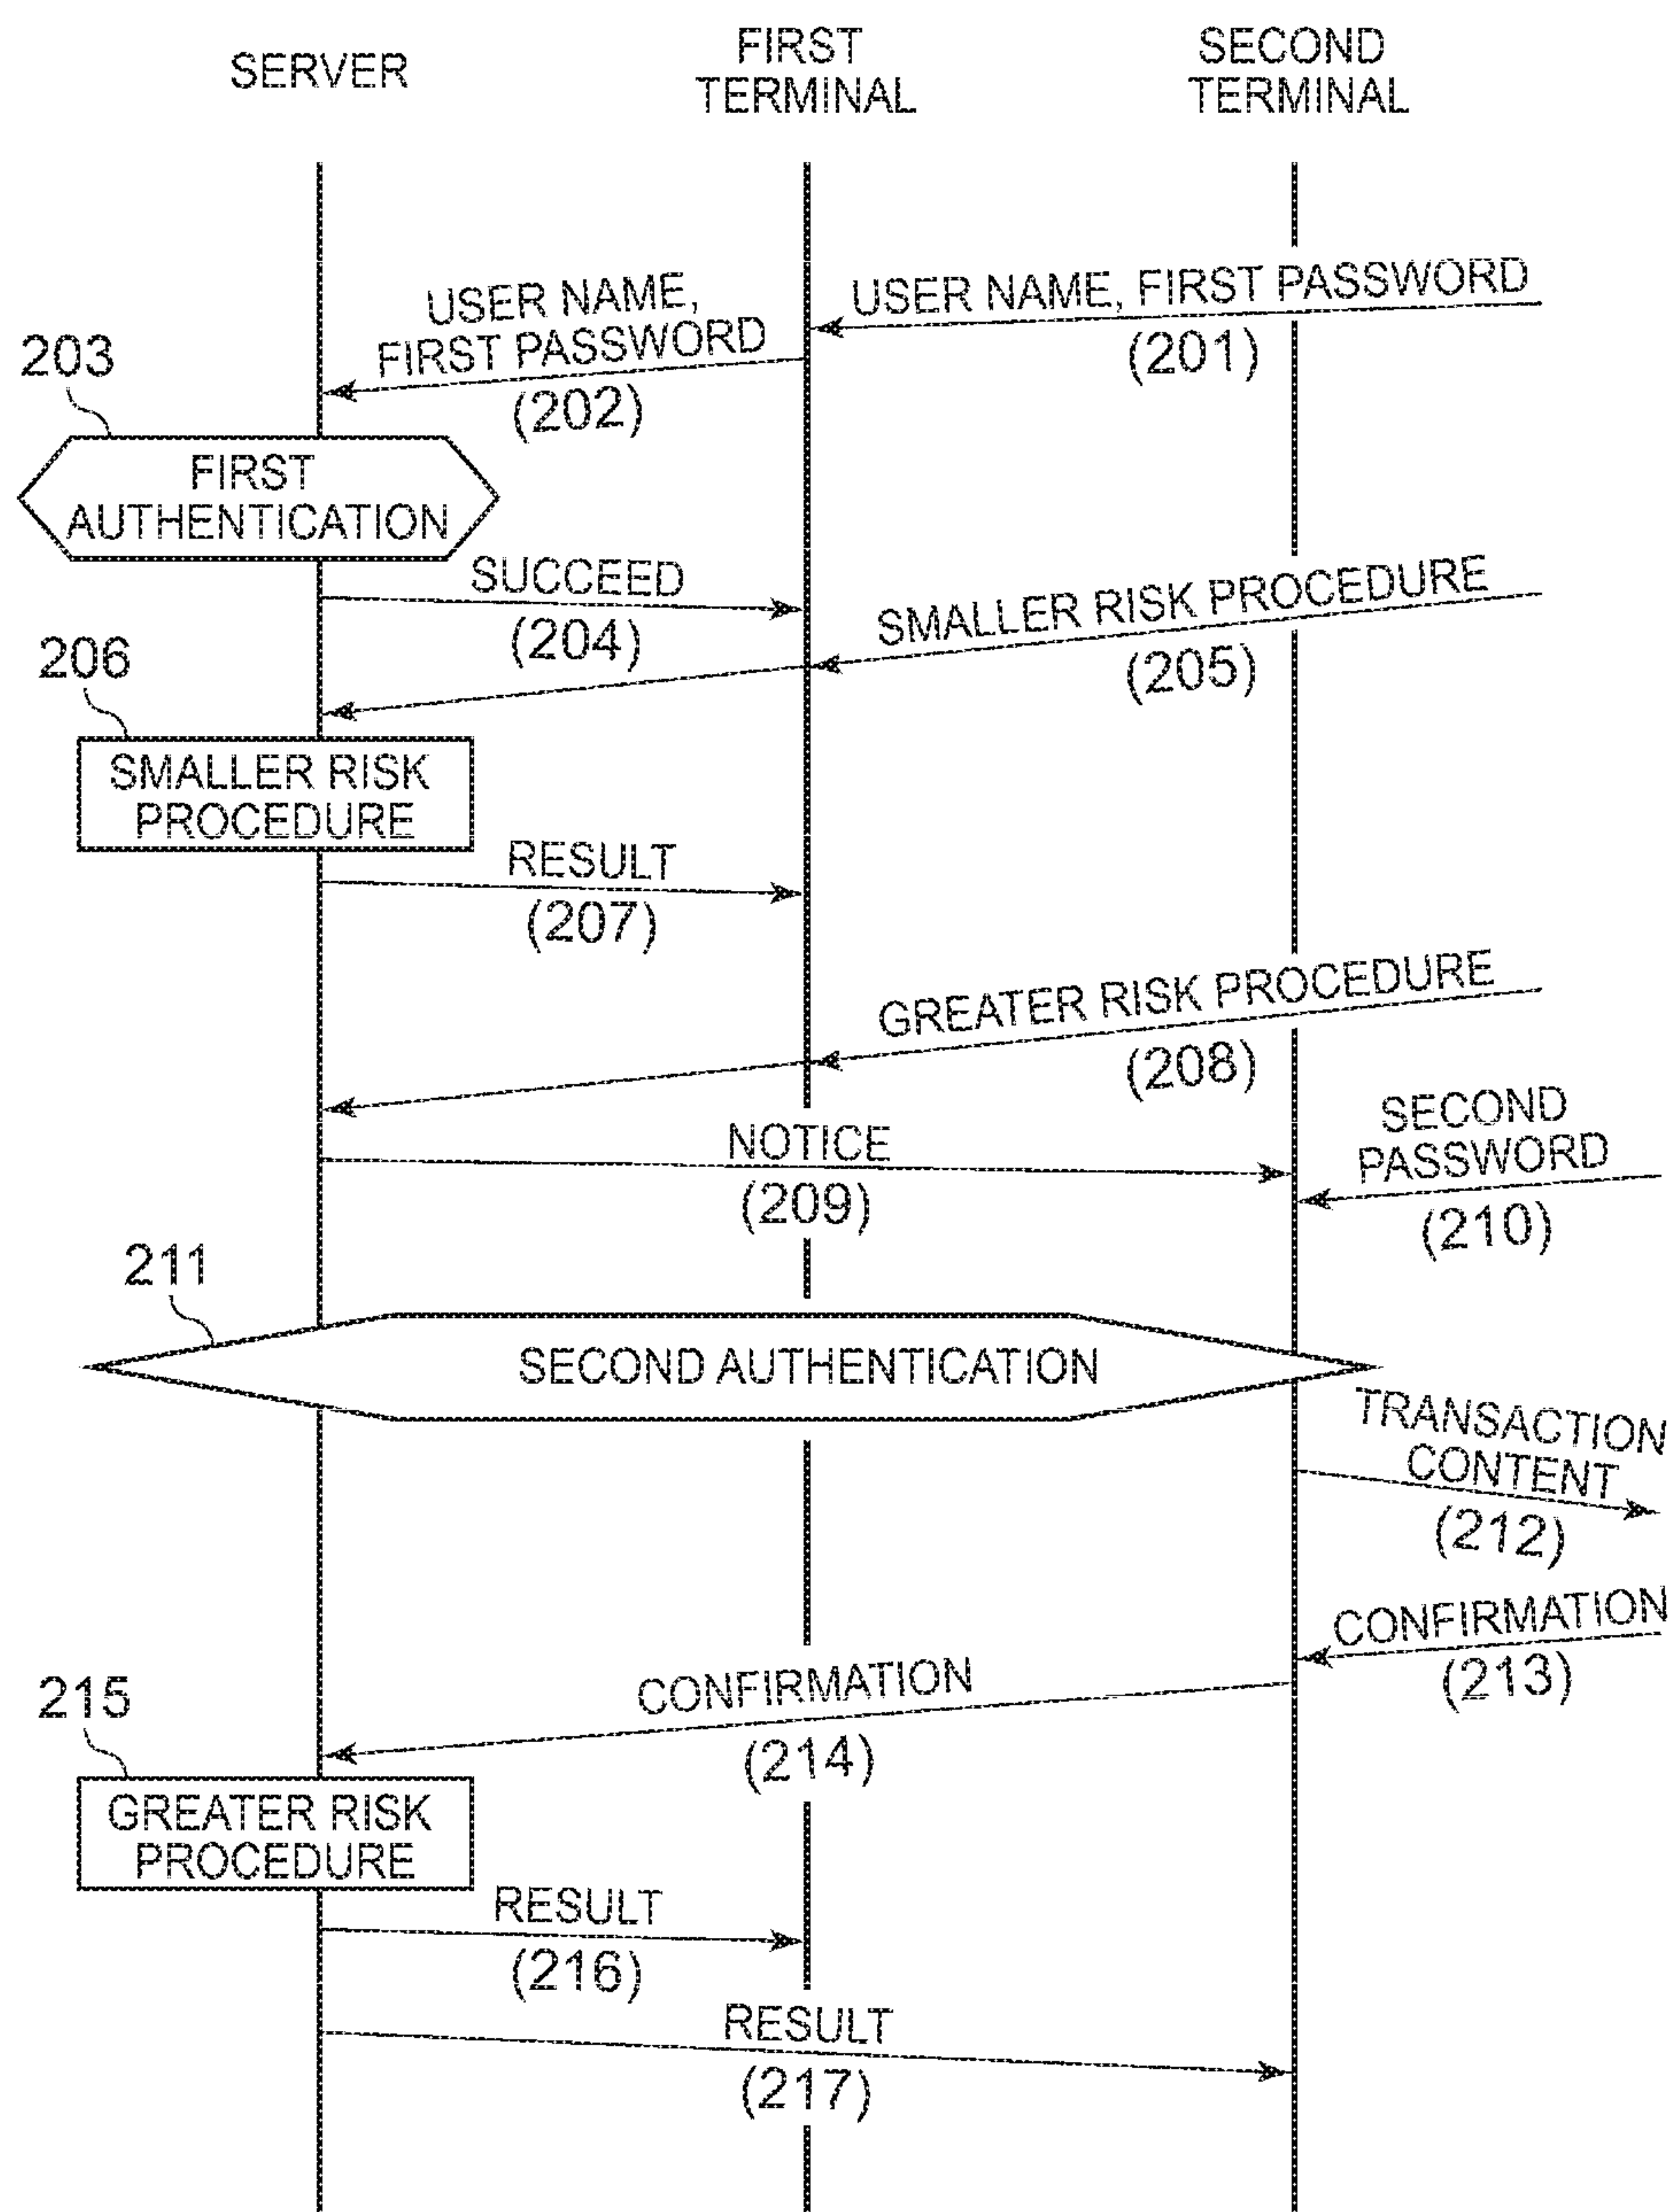 SERVER
FIRST
TERMINAL
SECOND
TERMINAL
USER NAME, FIRST PASSWORD
(201)
USER NAME,
FIRST PASSWORD
(202)
203
FIRST
AUTHENTICATION
SUCCEED
(204)
SMALLER RISK PROCEDURE
(205)
206
SMALLER RISK
PROCEDURE
RESULT
(207)
GREATER RISK PROCEDURE
(208)
NOTICE
(209)
SECOND
PASSWORD
(210)
211
SECOND AUTHENTICATION
TRANSACTION
CONTENT
(212)
CONFIRMATION
(213)
CONFIRMATION
(214)
215
GREATER RISK
PROCEDURE
RESULT
(216)
RESULT
(217)